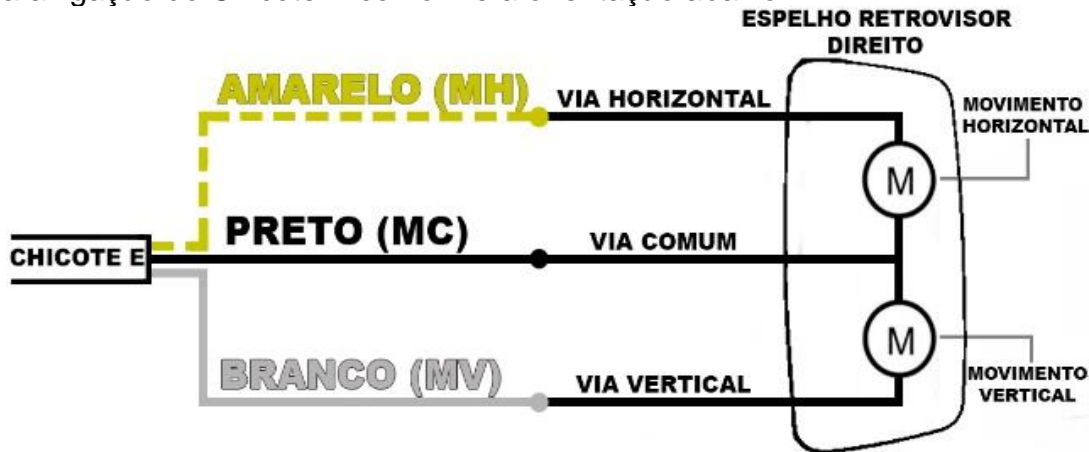 ESPELHO RETROVISOR
DIREITO
AMARELO (MH)
VIA HORIZONTAL
MOVIMENTO
HORIZONTAL
M
PRETO (MC)
VIA COMUM
CHICOTE E
M
BRANCO (MV)
VIA VERTICAL
MOVIMENTO
VERTICAL